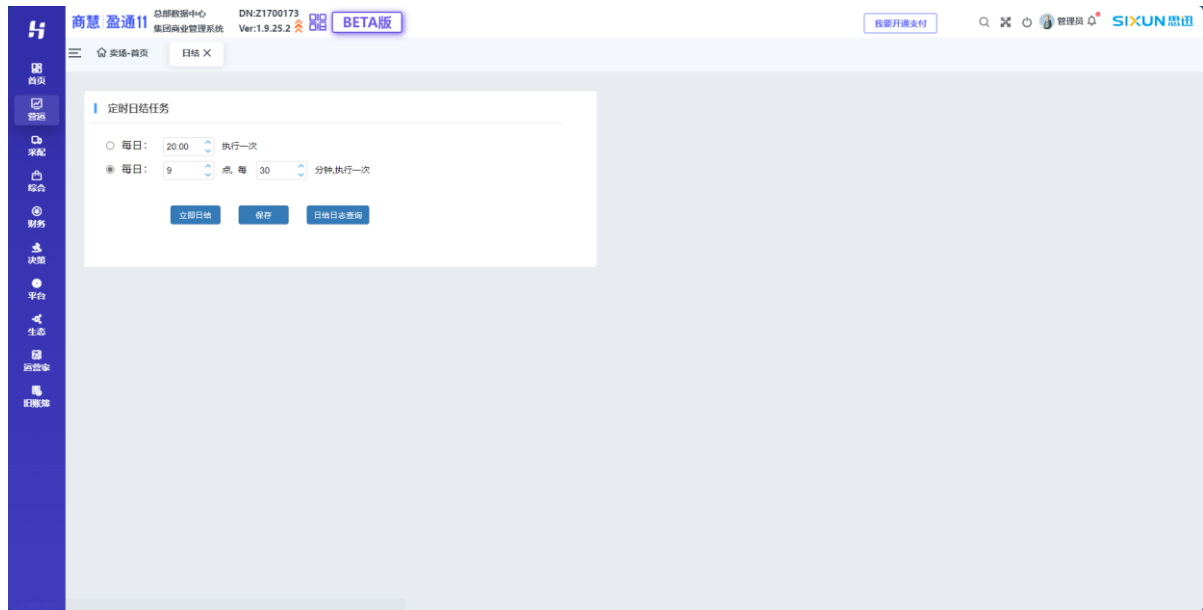 商慧 盈通11
总部数据中心
集团商业管理系统
DN:Z1700173
Ver:1.9.25.2
BETA版
我要开通支付
管理员
SIXUN思迅
卖场-首页
日结
首页
营运
采配
综合
财务
决策
平台
生态
运营家
旧账簿
定时日结任务
每日: 20:00 执行一次
每日: 9 点, 每 30 分钟,执行一次
立即日结 保存 日结日志查询